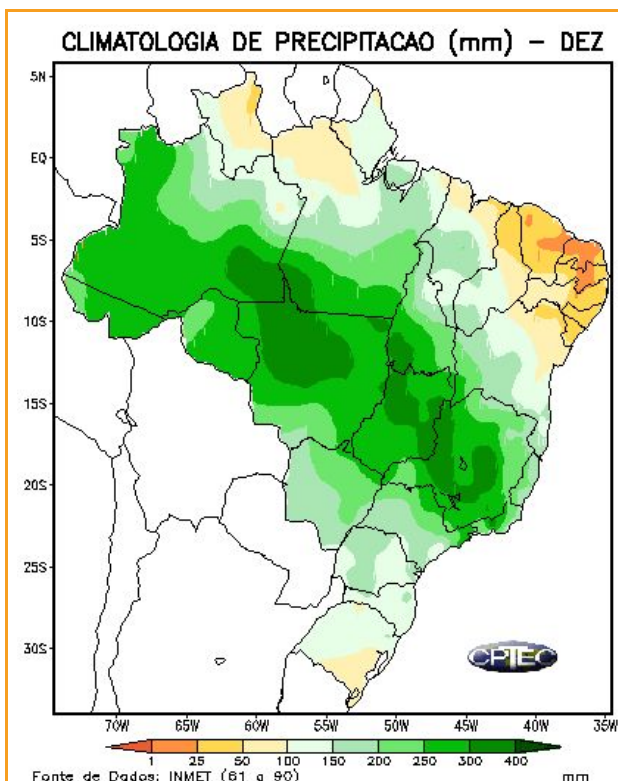 CLIMATOLOGIA DE PRECIPITACAO (mm) – DEZ
5N
EQ
5S
10S
15S
20S
25S
30S
CPTEC
70W 65W 60W 55W 50W 45W 40W 35W
1 25 50 100 150 200 250 300 400
Fonte de Dados: INMET (61 a 90) mm